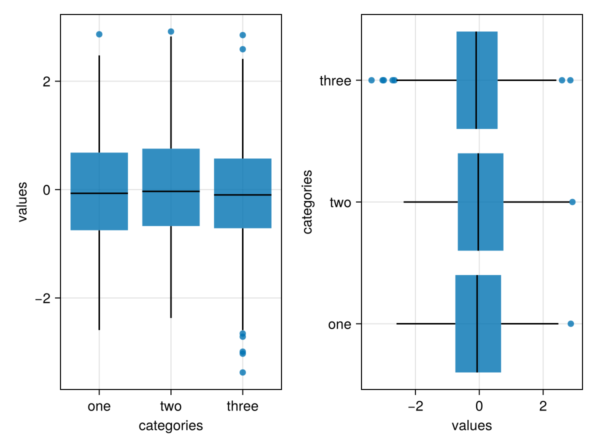 2
0
−2
values
one two three
categories
three
two
one
categories
−2 0 2
values